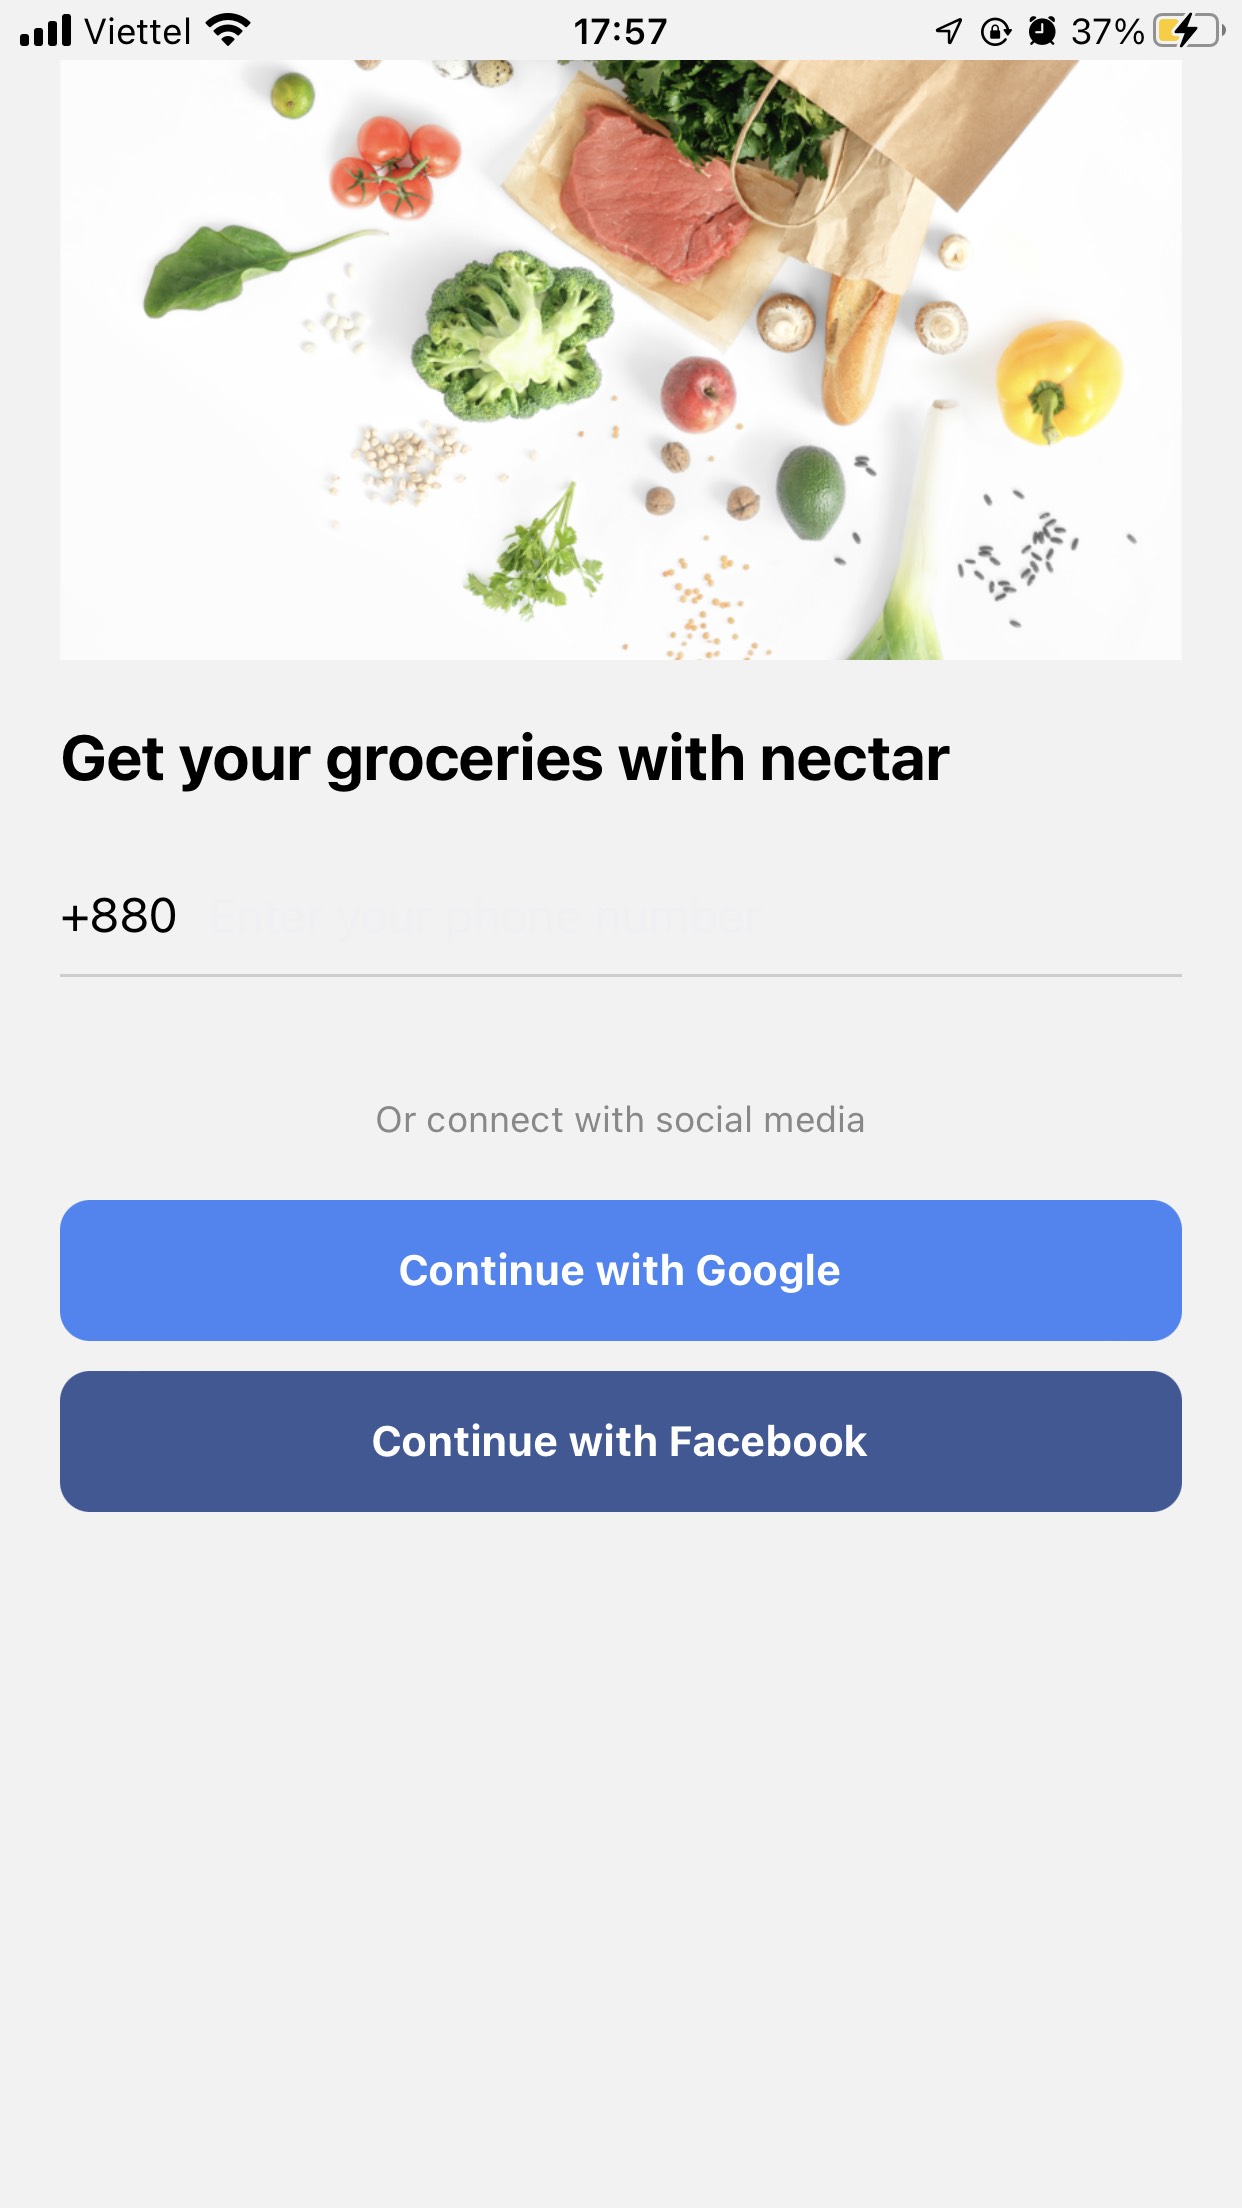 Viettel 17:57 37%
Get your groceries with nectar
+880 Enter your phone number
Or connect with social media
Continue with Google
Continue with Facebook